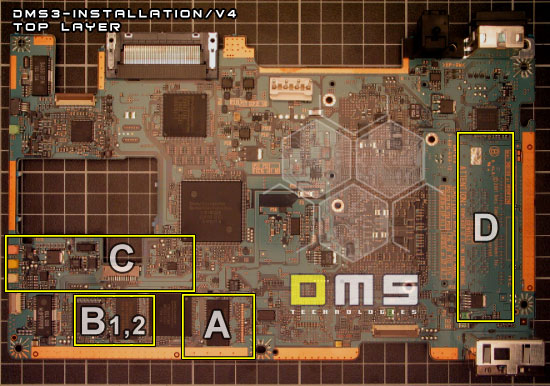 DMS3-INSTALLATION/V4
TOP LAYER
D
C
DMS
TECHNOLOGIES
B1,2
A